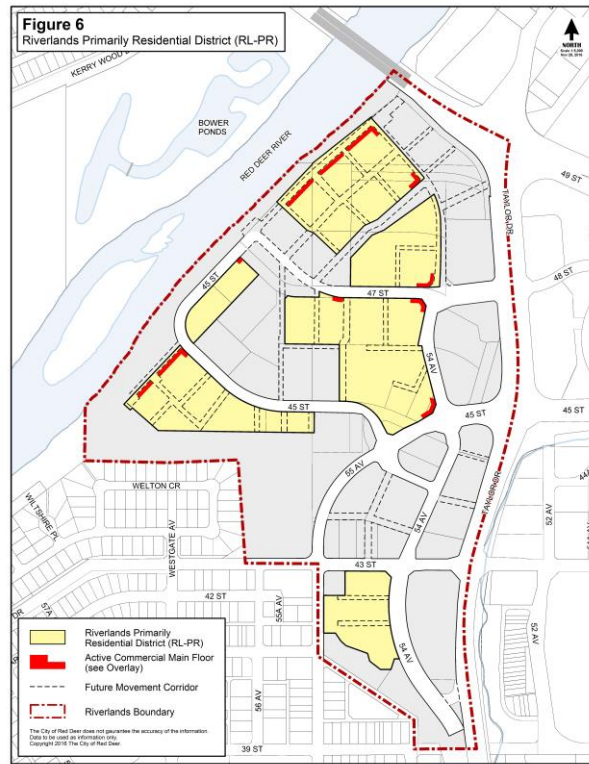 Figure 6
Riverlands Primarily Residential District (RL-PR)
NORTH
KERRY WOOD
BOWER
PONDS
RED DEER RIVER
TAYLOR DR
49 ST
48 ST
45 ST
47 ST
54 AV
45 ST
45 ST
45 ST
55 AV
WELTON CR
54 AV
TAYLOR DR
44A
WILTSHIRE PL
WESTGATE AV
52 AV
43 ST
42 ST
57A
DR
55A AV
54 AV
52 AV
56 AV
39 ST
Riverlands Primarily
Residential District (RL-PR)
Active Commercial Main Floor
(see Overlay)
Future Movement Corridor
Riverlands Boundary
The City of Red Deer does not gaurantee the accuracy of the information.
Data to be used as information only.
Copyright 2016 The City of Red Deer.